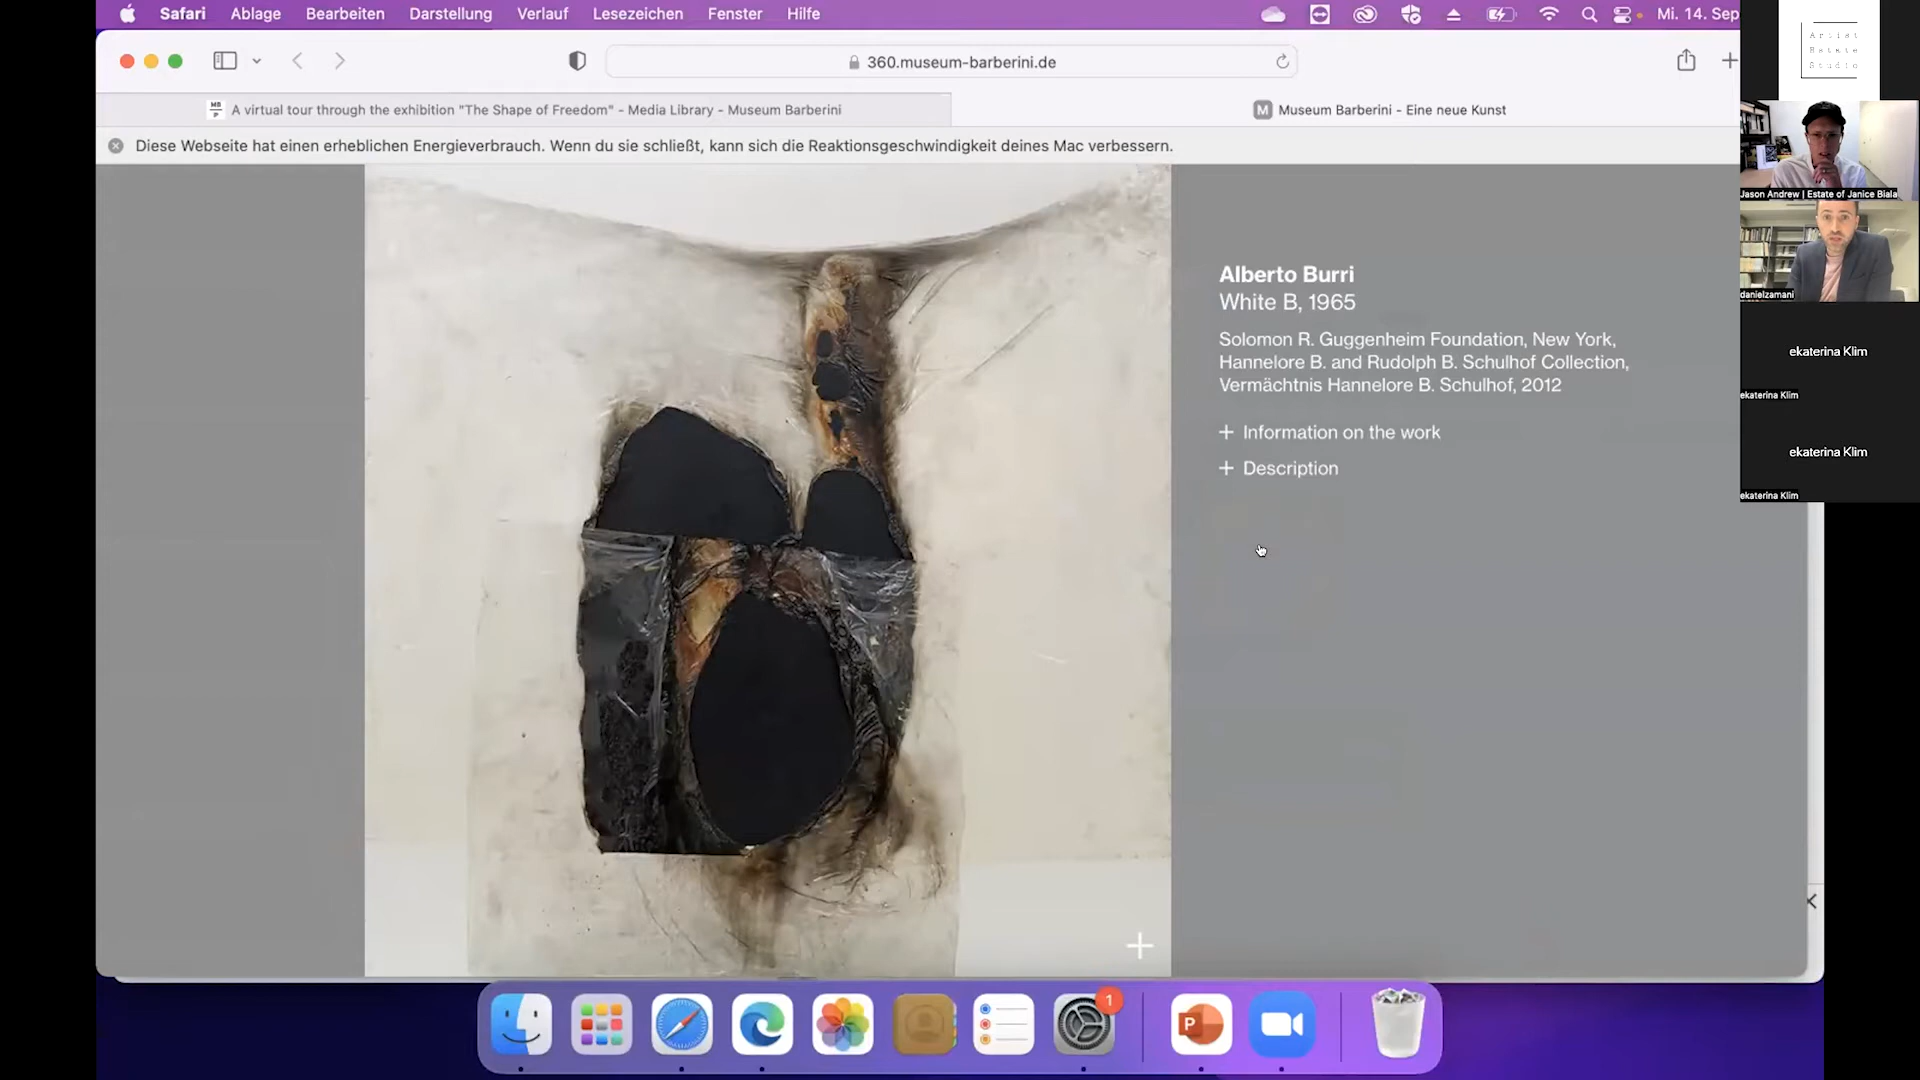 Safari Ablage Bearbeiten Darstellung Verlauf Lesezeichen Fenster Hilfe
Mi. 14. Sep
360.museum-barberini.de
A virtual tour through the exhibition "The Shape of Freedom" - Media Library - Museum Barberini
M Museum Barberini - Eine neue Kunst
Diese Webseite hat einen erheblichen Energieverbrauch. Wenn du sie schließt, kann sich die Reaktionsgeschwindigkeit deines Mac verbessern.
Alberto Burri
White B, 1965
Solomon R. Guggenheim Foundation, New York,
Hannelore B. and Rudolph B. Schulhof Collection,
Vermächtnis Hannelore B. Schulhof, 2012
+ Information on the work
+ Description
Artist
Estate
Studio
Jason Andrew | Estate of Janice Biala
danielzamani
ekaterina Klim
ekaterina Klim
ekaterina Klim
ekaterina Klim
1
P